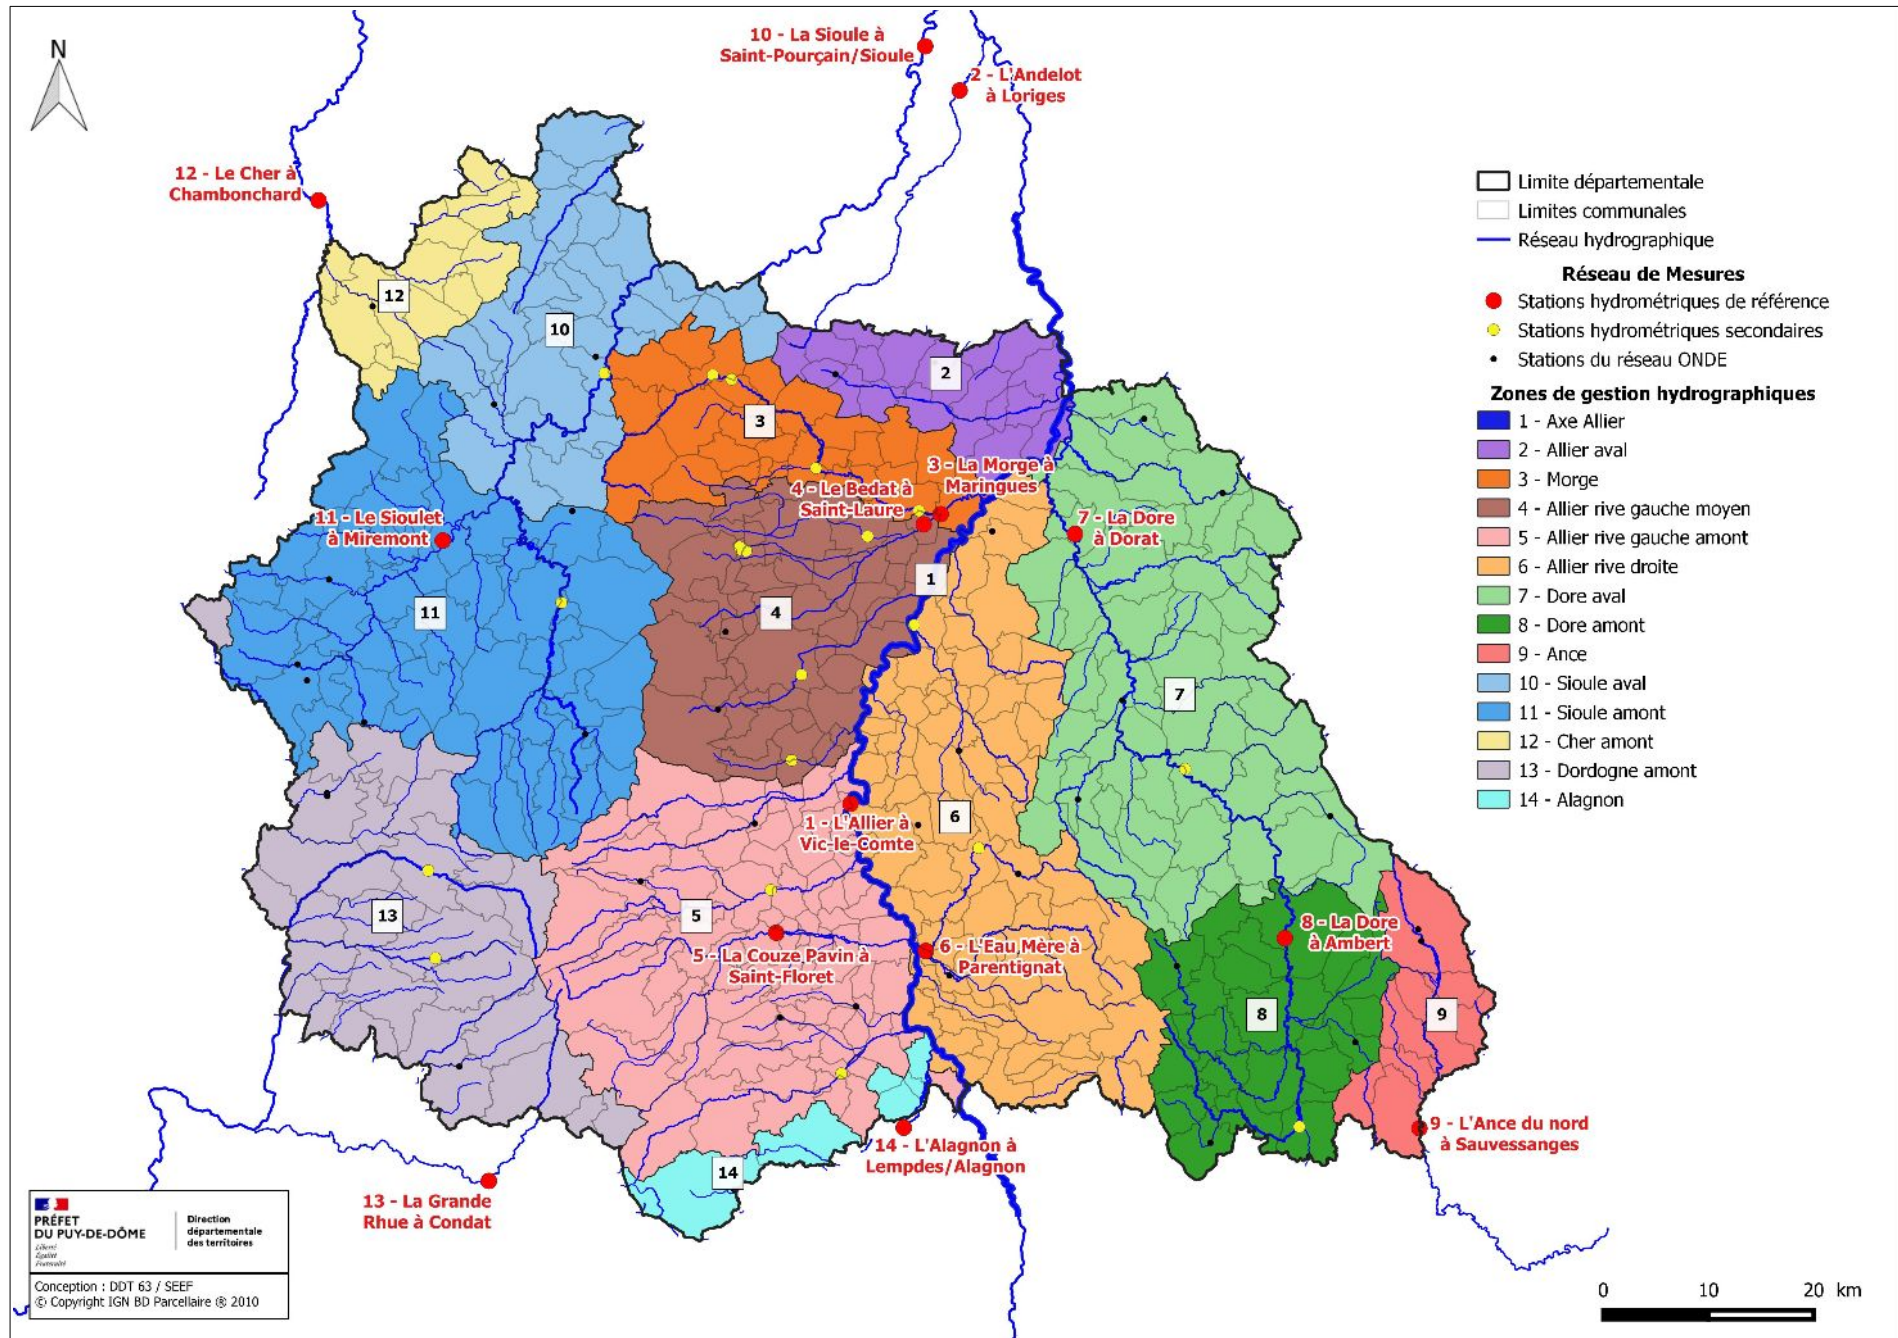 N
10 - La Sioule à
Saint-Pourçain/Sioule
2 - L'Andelot
à Loriges
12 - Le Cher à
Chambonchard
Limite départementale
Limites communales
Réseau hydrographique
Réseau de Mesures
Stations hydrométriques de référence
Stations hydrométriques secondaires
Stations du réseau ONDE
Zones de gestion hydrographiques
1 - Axe Allier
2 - Allier aval
3 - Morge
4 - Allier rive gauche moyen
5 - Allier rive gauche amont
6 - Allier rive droite
7 - Dore aval
8 - Dore amont
9 - Ance
10 - Sioule aval
11 - Sioule amont
12 - Cher amont
13 - Dordogne amont
14 - Alagnon
12
10
2
3
3 - La Morge à
Maringues
4 - Le Bedat à
Saint-Laure
11 - Le Sioulet
à Miremont
7 - La Dore
à Dorat
1
11
4
7
1 - L'Allier à
Vic-le-Comte
6
13
5
5 - La Couze Pavin à
Saint-Floret
6 - L'Eau Mère à
Parentignat
8 - La Dore
à Ambert
8
9
14 - L'Alagnon à
Lempdes/Alagnon
9 - L'Ance du nord
à Sauvessanges
14
13 - La Grande
Rhue à Condat
PRÉFET
DU PUY-DE-DÔME
Liberté
Égalité
Fraternité
Direction
départementale
des territoires
Conception : DDT 63 / SEEF
© Copyright IGN BD Parcellaire ® 2010
0 10 20 km